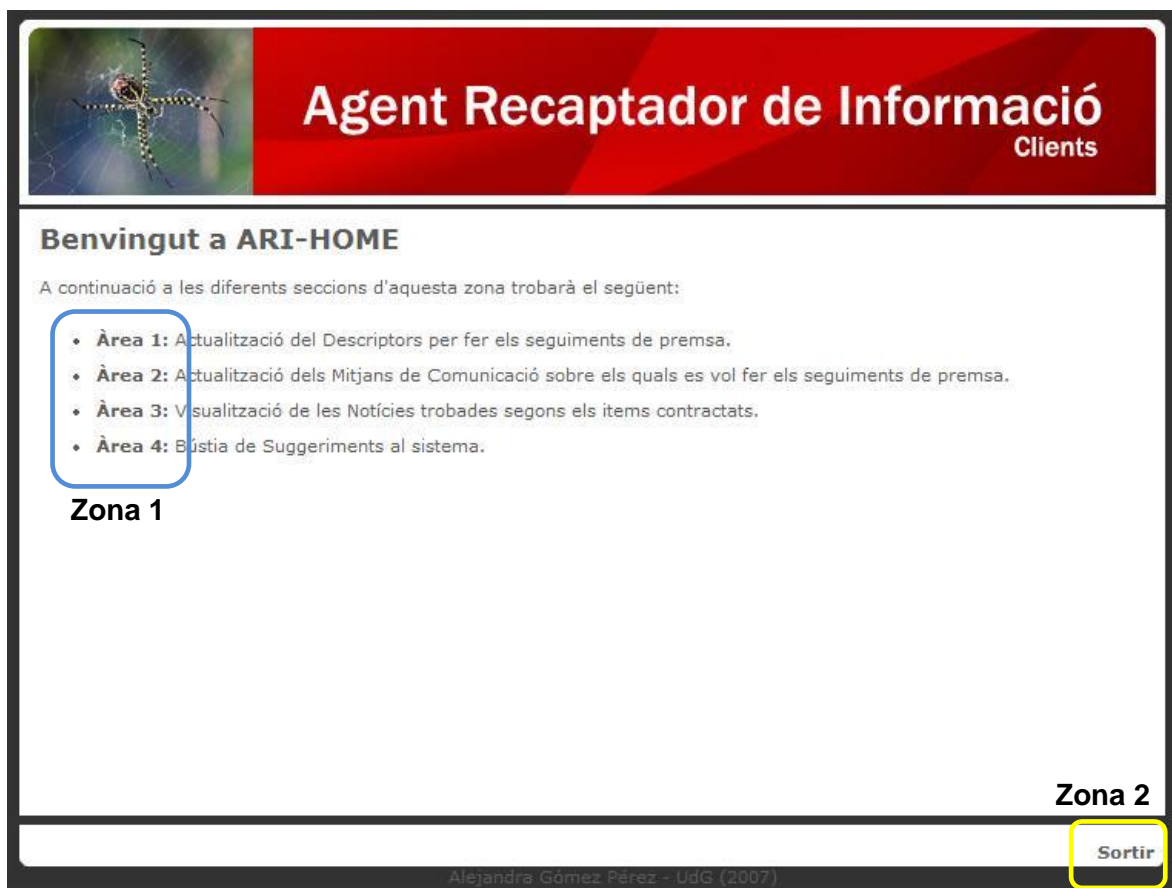 Agent Recaptador de Informació
Clients
Benvingut a ARI-HOME
A continuació a les diferents seccions d'aquesta zona trobarà el següent:
• Àrea 1: Actualització del Descriptors per fer els seguiments de premsa.
• Àrea 2: Actualització dels Mitjans de Comunicació sobre els quals es vol fer els seguiments de premsa.
• Àrea 3: Visualització de les Notícies trobades segons els items contractats.
• Àrea 4: Bústia de Suggeriments al sistema.
Zona 1
Zona 2
Sortir
Alejandra Gómez Pérez - UdG (2007)